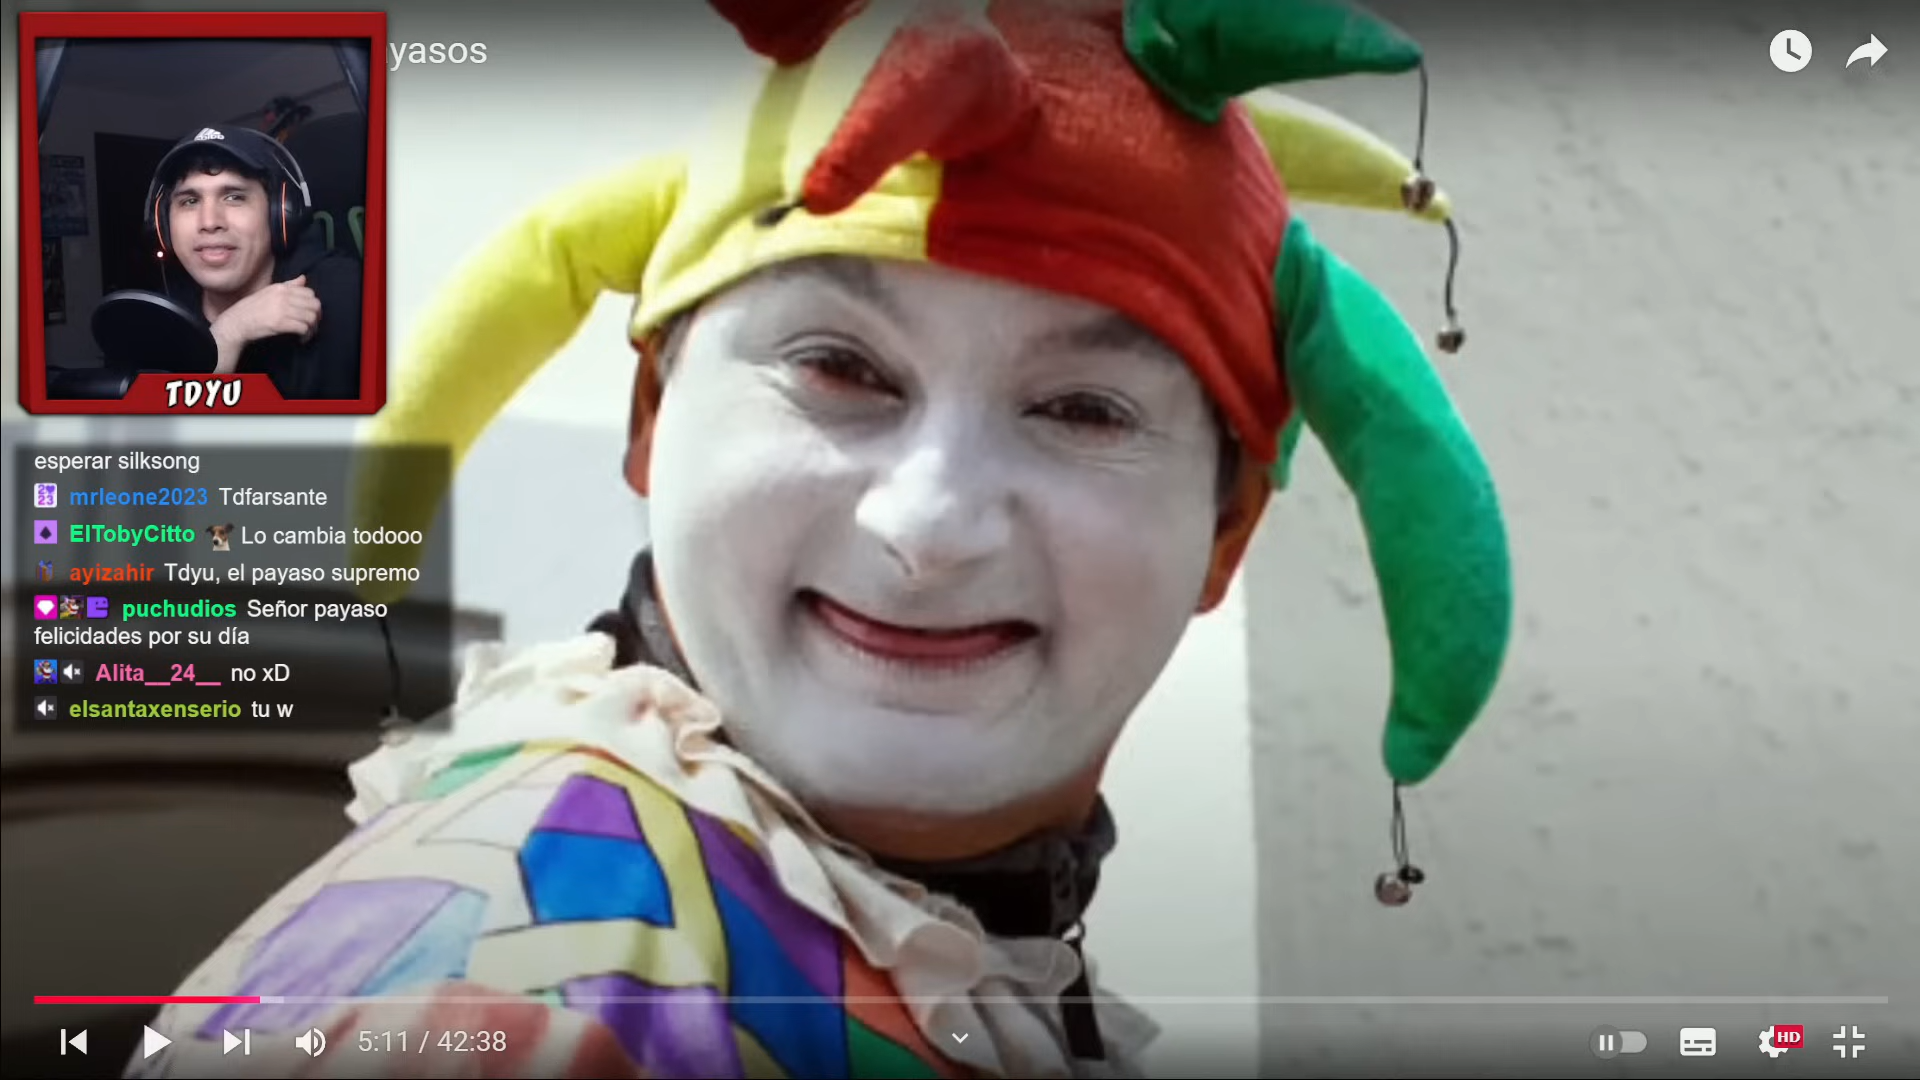 yasos
adidas
TDYU
esperar silksong
mrleone2023 Tdfarsante
ElTobyCitto Lo cambia todooo
ayizahir Tdyu, el payaso supremo
puchudios Señor payaso
felicidades por su día
Alita__24__ no xD
elsantaxenserio tu w
5:11 / 42:38
HD